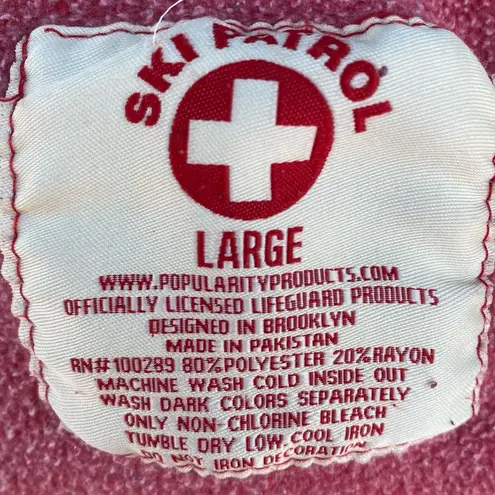 SKI PATROL
LARGE
WWW.POPULARITYPRODUCTS.COM
OFFICIALLY LICENSED LIFEGUARD PRODUCTS
DESIGNED IN BROOKLYN
MADE IN PAKISTAN
RN#100289 80%POLYESTER 20%RAYON
MACHINE WASH COLD INSIDE OUT
WASH DARK COLORS SEPARATELY
ONLY NON-CHLORINE BLEACH
TUMBLE DRY LOW.COOL IRON
DO NOT IRON DECORATION